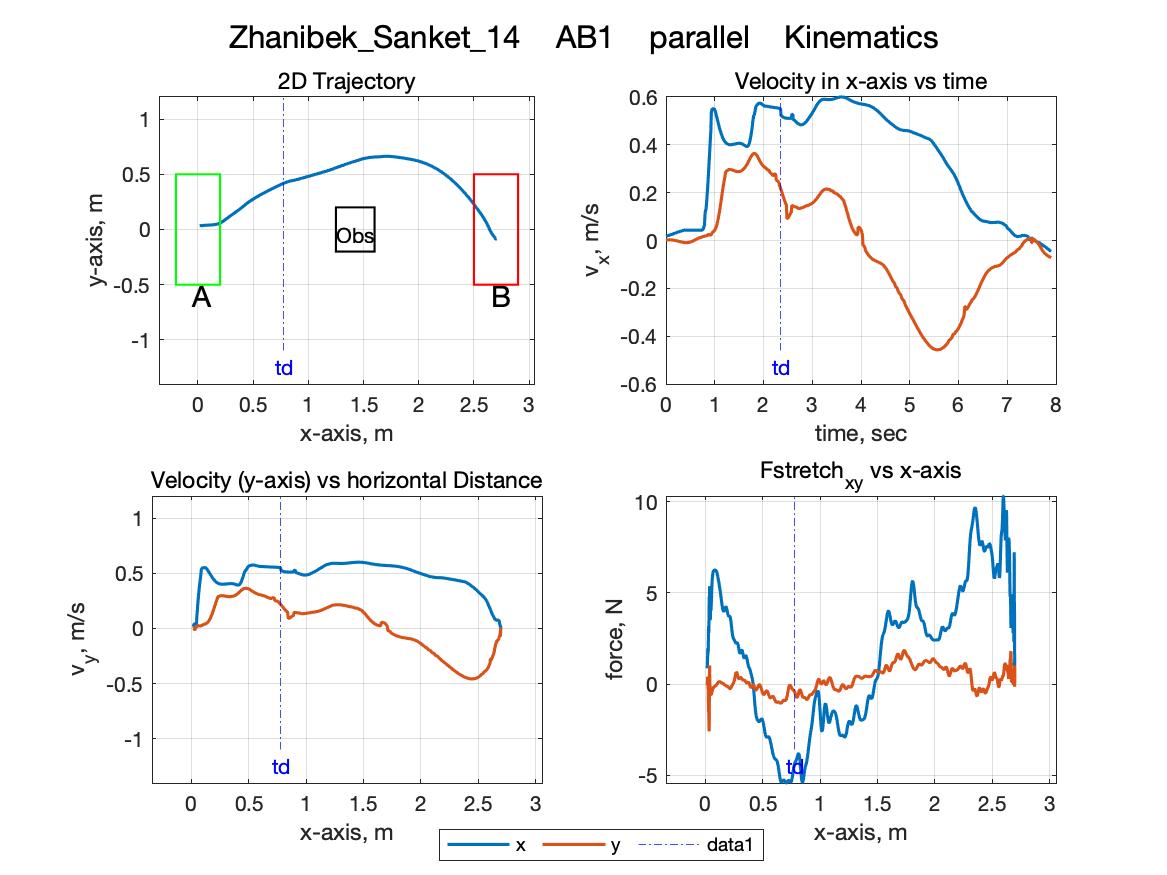 Zhanibek_Sanket_14 AB1 parallel Kinematics
2D Trajectory
1
0.5
0
-0.5
-1
y-axis, m
A
B
Obs
td
0 0.5 1 1.5 2 2.5 3
x-axis, m
Velocity in x-axis vs time
0.6
0.4
0.2
0
-0.2
-0.4
-0.6
vx, m/s
td
0 1 2 3 4 5 6 7 8
time, sec
Velocity (y-axis) vs horizontal Distance
1
0.5
0
-0.5
-1
vy, m/s
td
0 0.5 1 1.5 2 2.5 3
x-axis, m
Fstretchxy vs x-axis
10
5
0
-5
force, N
td
0 0.5 1 1.5 2 2.5 3
x-axis, m
x y data1